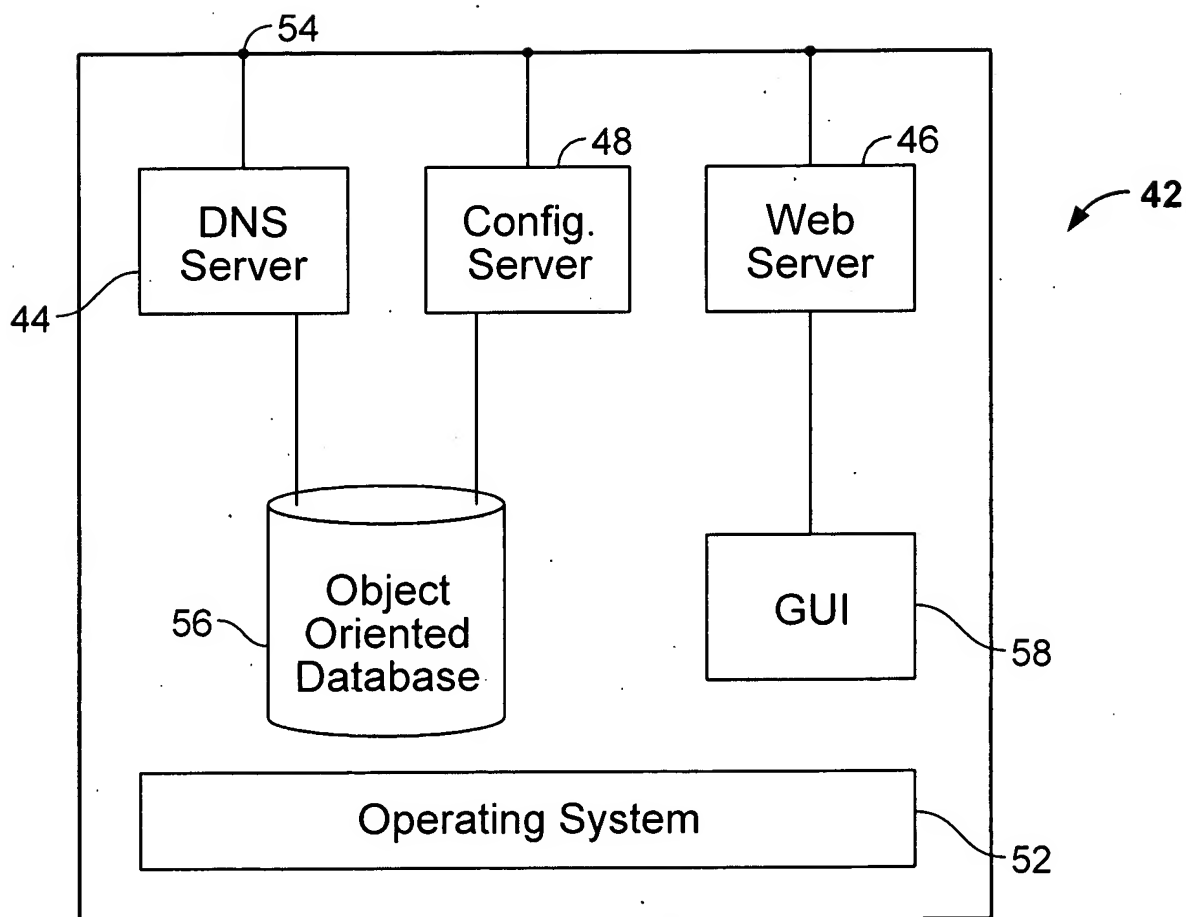 54
48
46
42
DNS
Server
Config.
Server
Web
Server
44
56
Object
Oriented
Database
GUI
58
Operating System
52